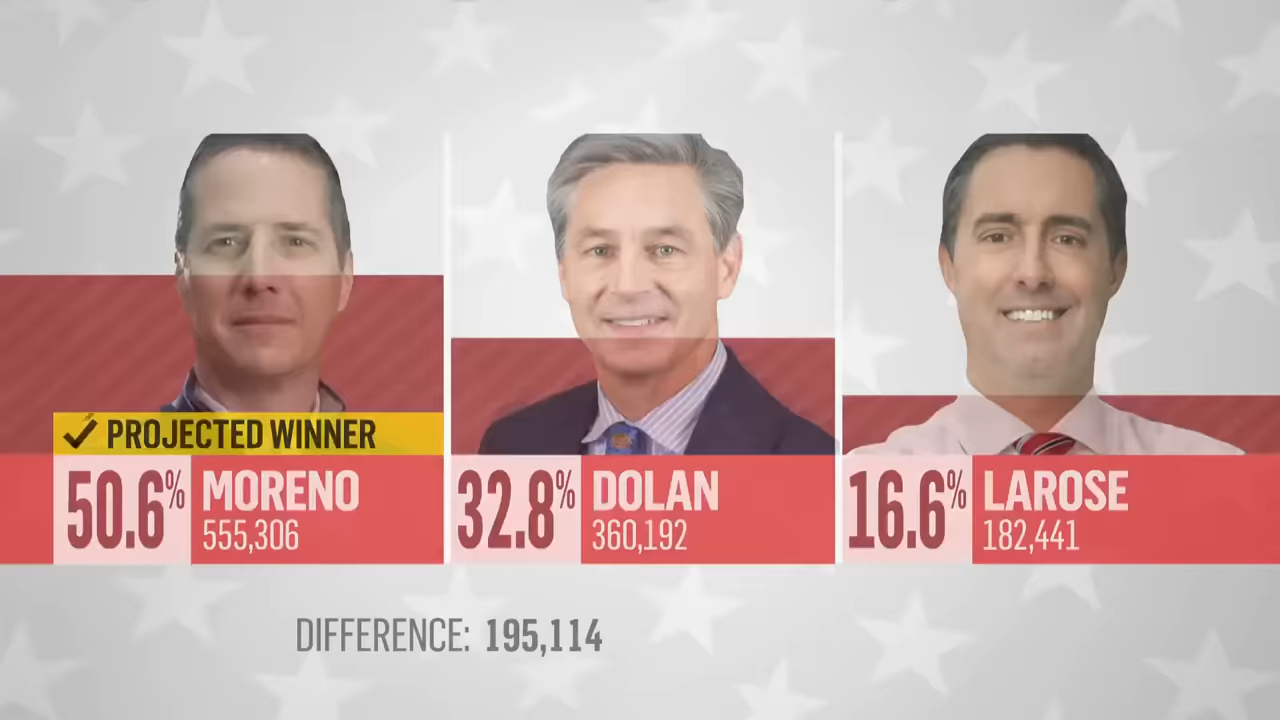 PROJECTED WINNER
50.6% MORENO
555,306
32.8% DOLAN
360,192
16.6% LAROSE
182,441
DIFFERENCE: 195,114